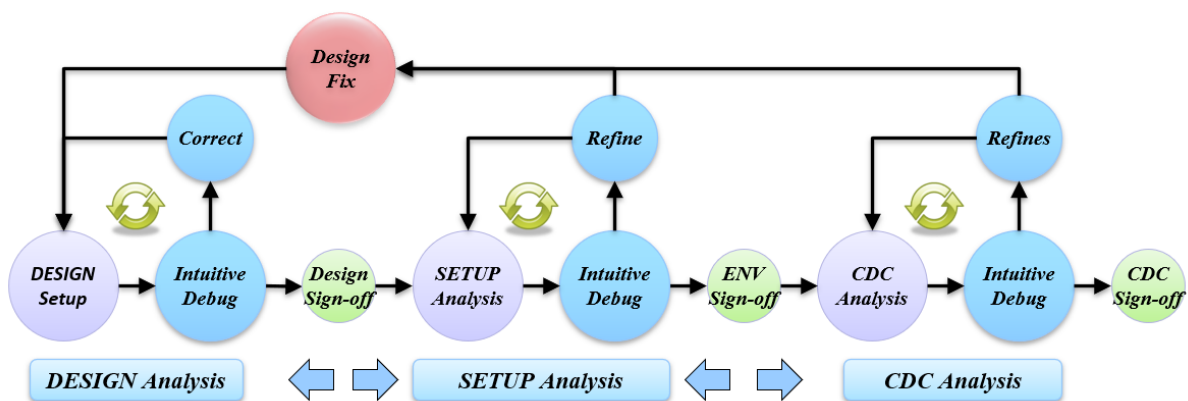 Design
Fix
Correct
Refine
Refines
DESIGN
Setup
Intuitive
Debug
Design
Sign-off
SETUP
Analysis
Intuitive
Debug
ENV
Sign-off
CDC
Analysis
Intuitive
Debug
CDC
Sign-off
DESIGN Analysis
SETUP Analysis
CDC Analysis